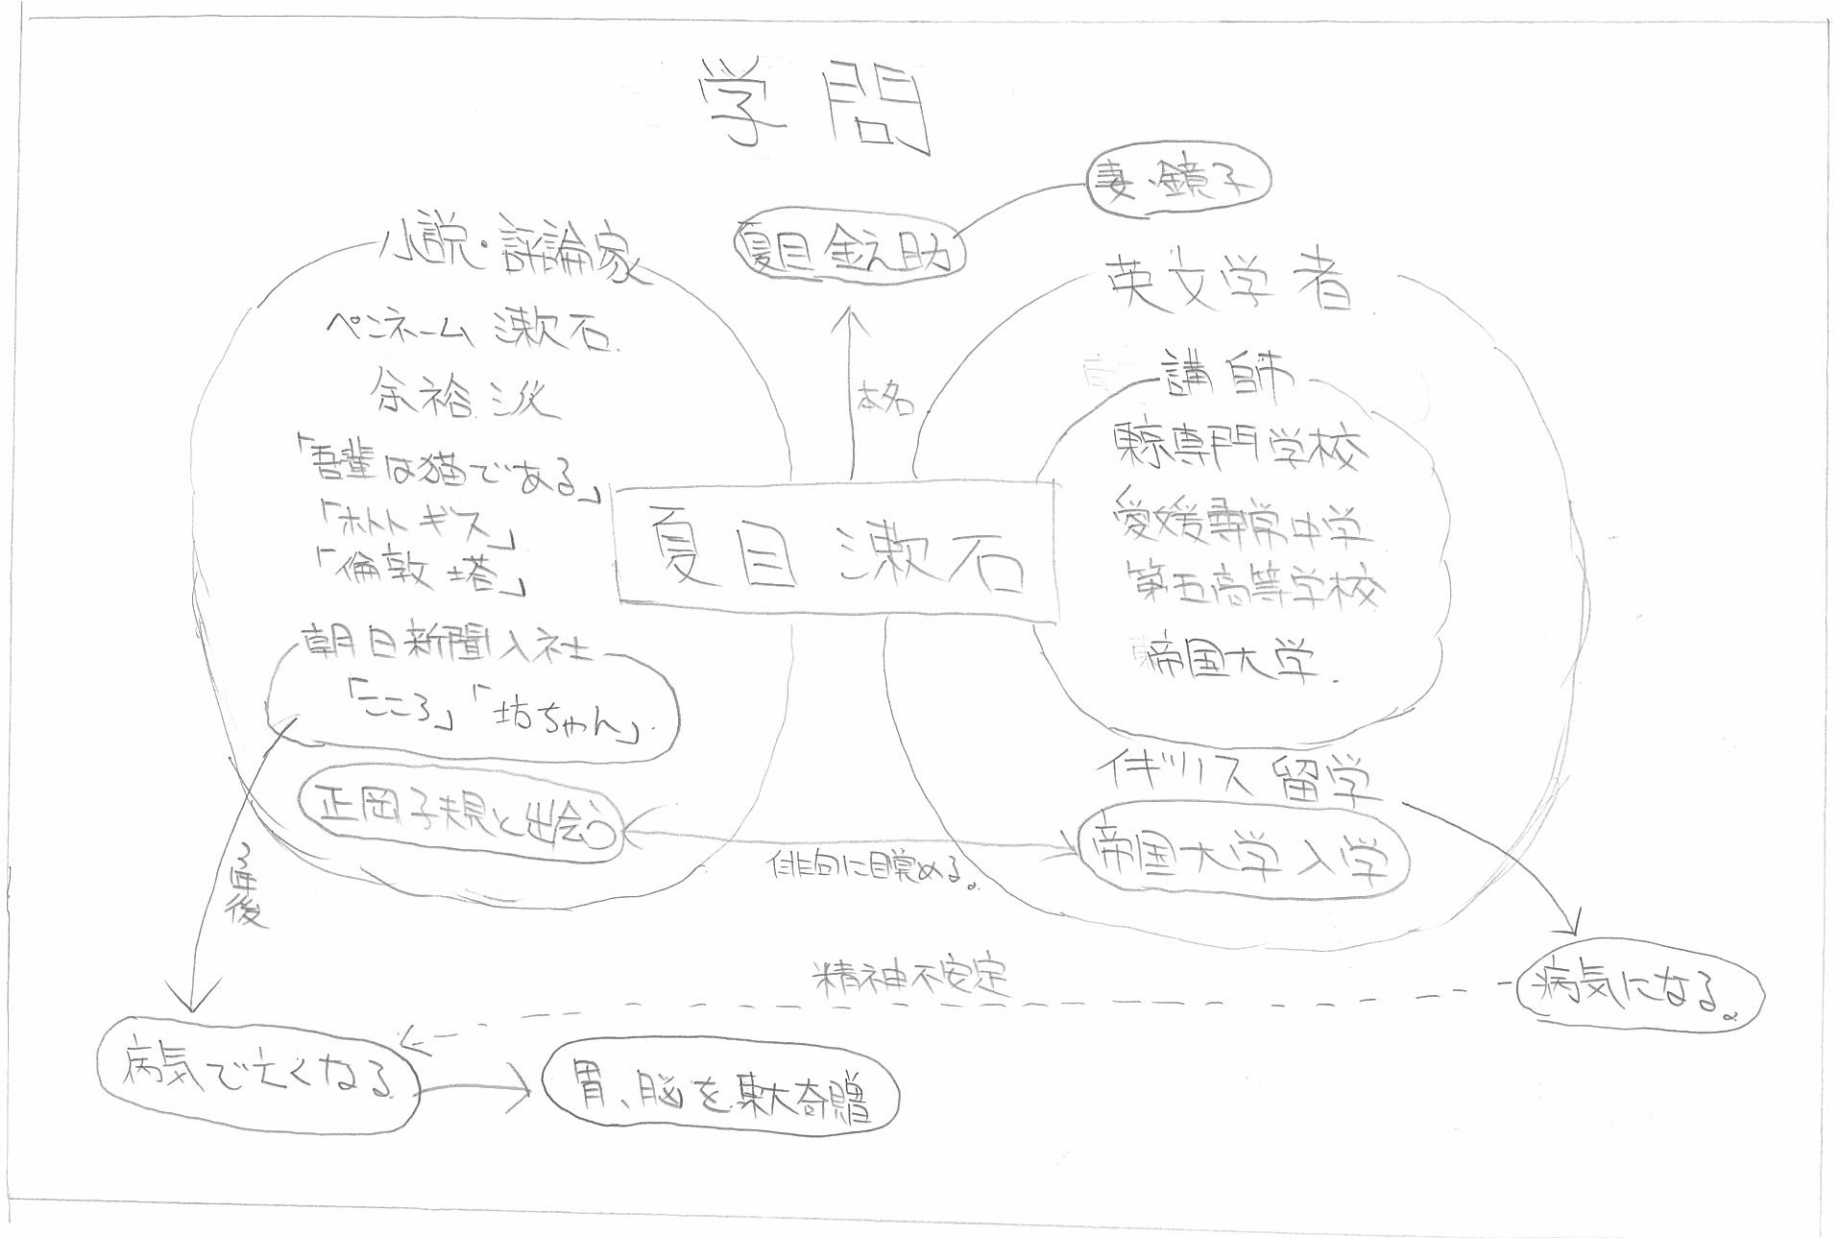 学問
妻・鏡子
夏目金之助
本名
小説・評論家
ペンネーム 漱石
余裕派
「吾輩は猫である」
「ホトトギス」
「倫敦塔」
朝日新聞入社
「こころ」「坊ちゃん」
正岡子規と出会う
夏目漱石
英文学者
講師
東京専門学校
愛媛尋常中学
第五高等学校
帝国大学
イギリス留学
帝国大学入学
俳句に目覚める。
3年後
精神不安定
病気になる。
病気で亡くなる
胃、脳を東大寄贈